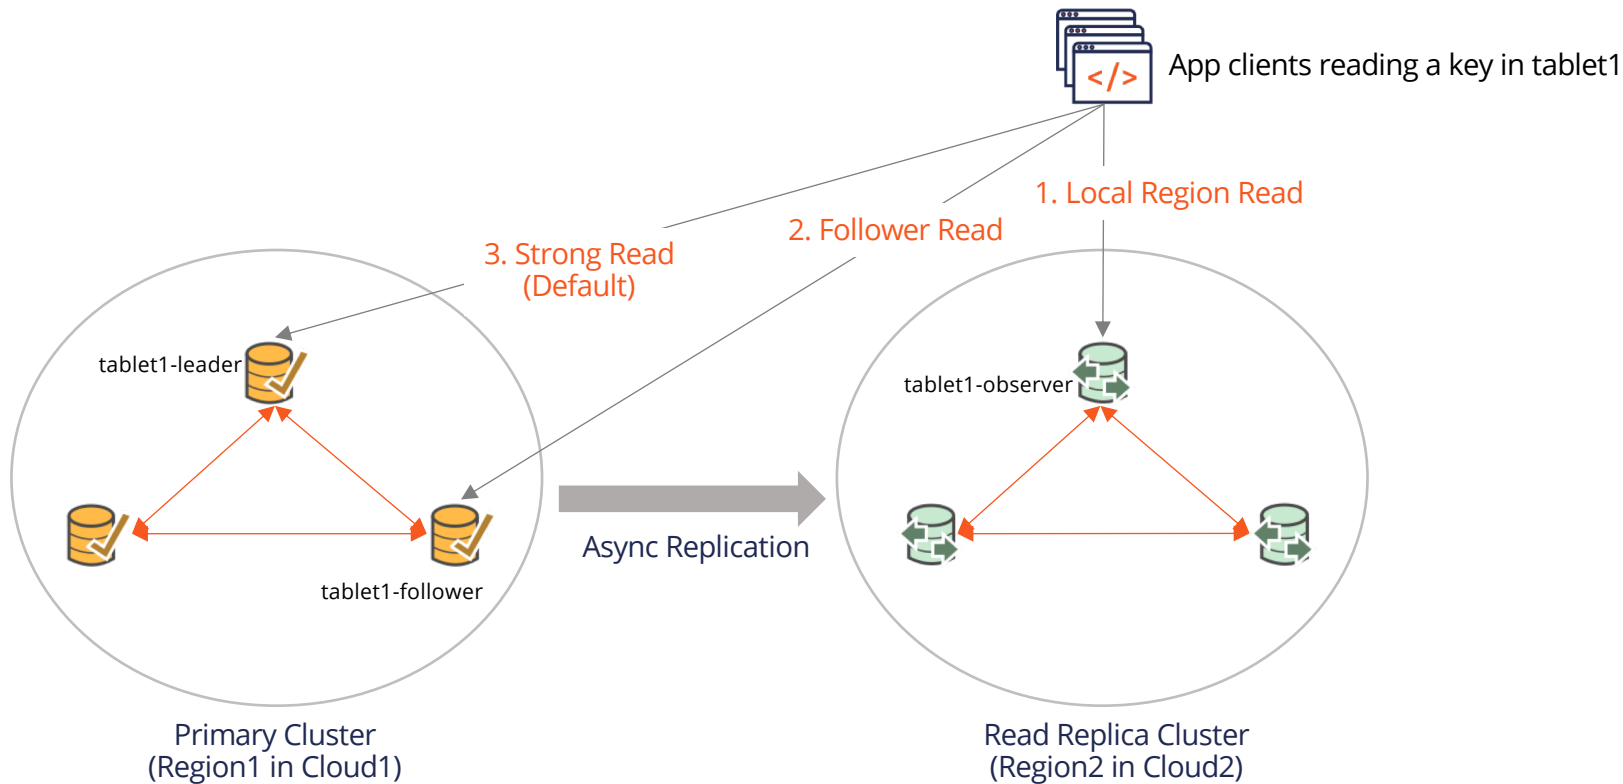 </>
App clients reading a key in tablet1
1. Local Region Read
2. Follower Read
3. Strong Read
(Default)
tablet1-leader
tablet1-observer
Async Replication
tablet1-follower
Primary Cluster
(Region1 in Cloud1)
Read Replica Cluster
(Region2 in Cloud2)